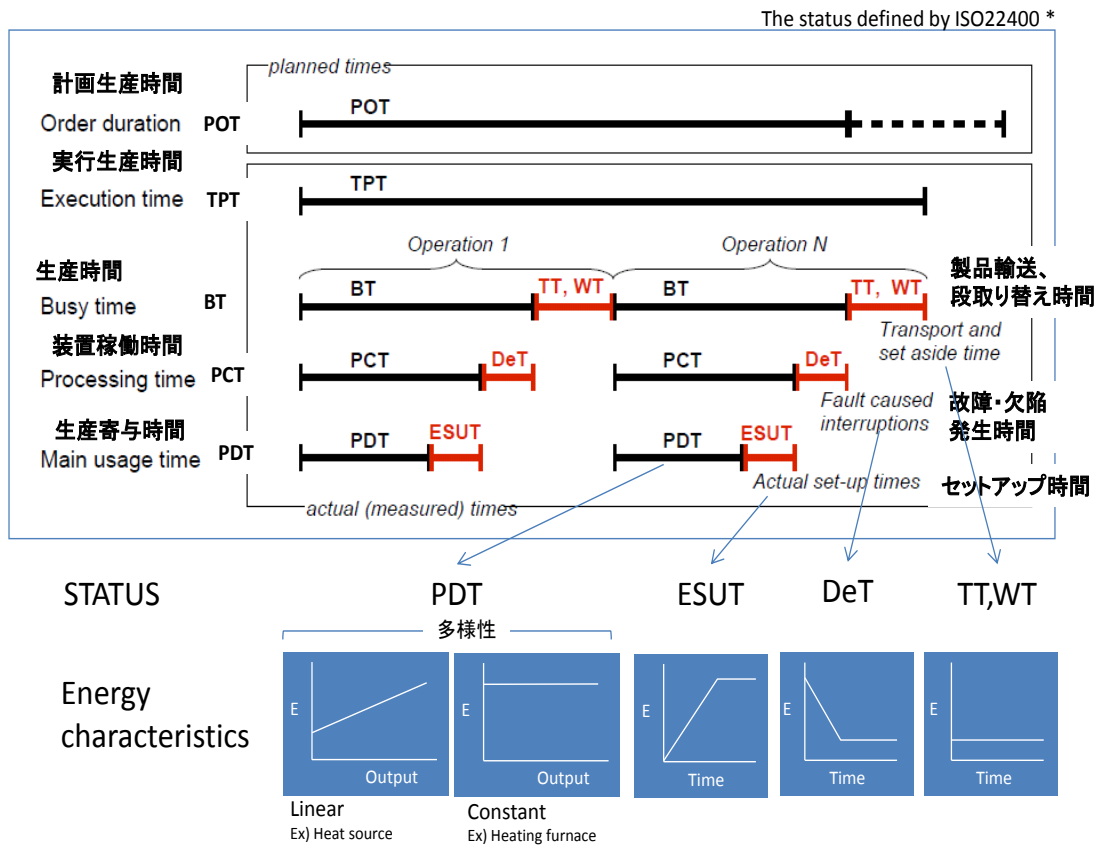 The status defined by ISO22400 *
planned times
計画生産時間
Order duration POT
POT
実行生産時間
Execution time TPT
TPT
Operation 1
Operation N
生産時間
Busy time BT
BT
TT, WT
BT
TT, WT
製品輸送、
段取り替え時間
Transport and
set aside time
装置稼働時間
Processing time PCT
PCT
DeT
PCT
DeT
Fault caused
interruptions
故障・欠陥
発生時間
生産寄与時間
Main usage time PDT
PDT
ESUT
PDT
ESUT
Actual set-up times
セットアップ時間
actual (measured) times
STATUS
PDT
ESUT
DeT
TT,WT
多様性
Energy
characteristics
E
Output
E
Output
E
Time
E
Time
E
Time
Linear
Ex) Heat source
Constant
Ex) Heating furnace